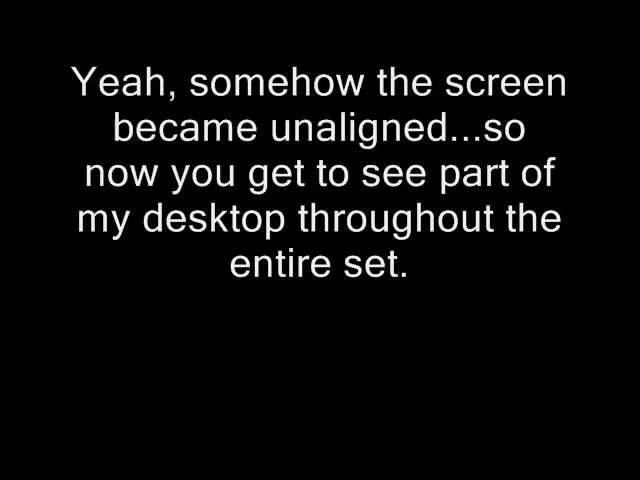 Yeah, somehow the screen
became unaligned...so
now you get to see part of
my desktop throughout the
entire set.